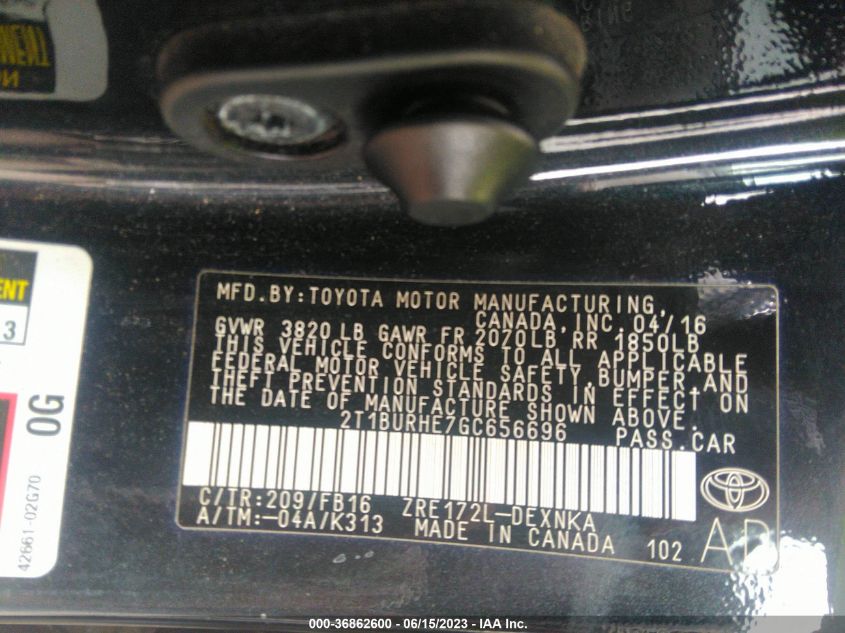 MFD.BY:TOYOTA MOTOR MANUFACTURING,
CANADA, INC. 04/16
GVWR 3820 LB GAWR FR 2070LB RR 1850LB
THIS VEHICLE CONFORMS TO ALL APPLICABLE
FEDERAL MOTOR VEHICLE SAFETY, BUMPER, AND
THEFT PREVENTION STANDARDS IN EFFECT ON
THE DATE OF MANUFACTURE SHOWN ABOVE.
2T1BURHE7GC656696 PASS.CAR
C/TR:209/FB16 ZRE172L-DEXNKA
A/TM:-04A/K313 MADE IN CANADA 102
ENT
3
0G
42661-02G70
000-36862600 - 06/15/2023 - IAA Inc.